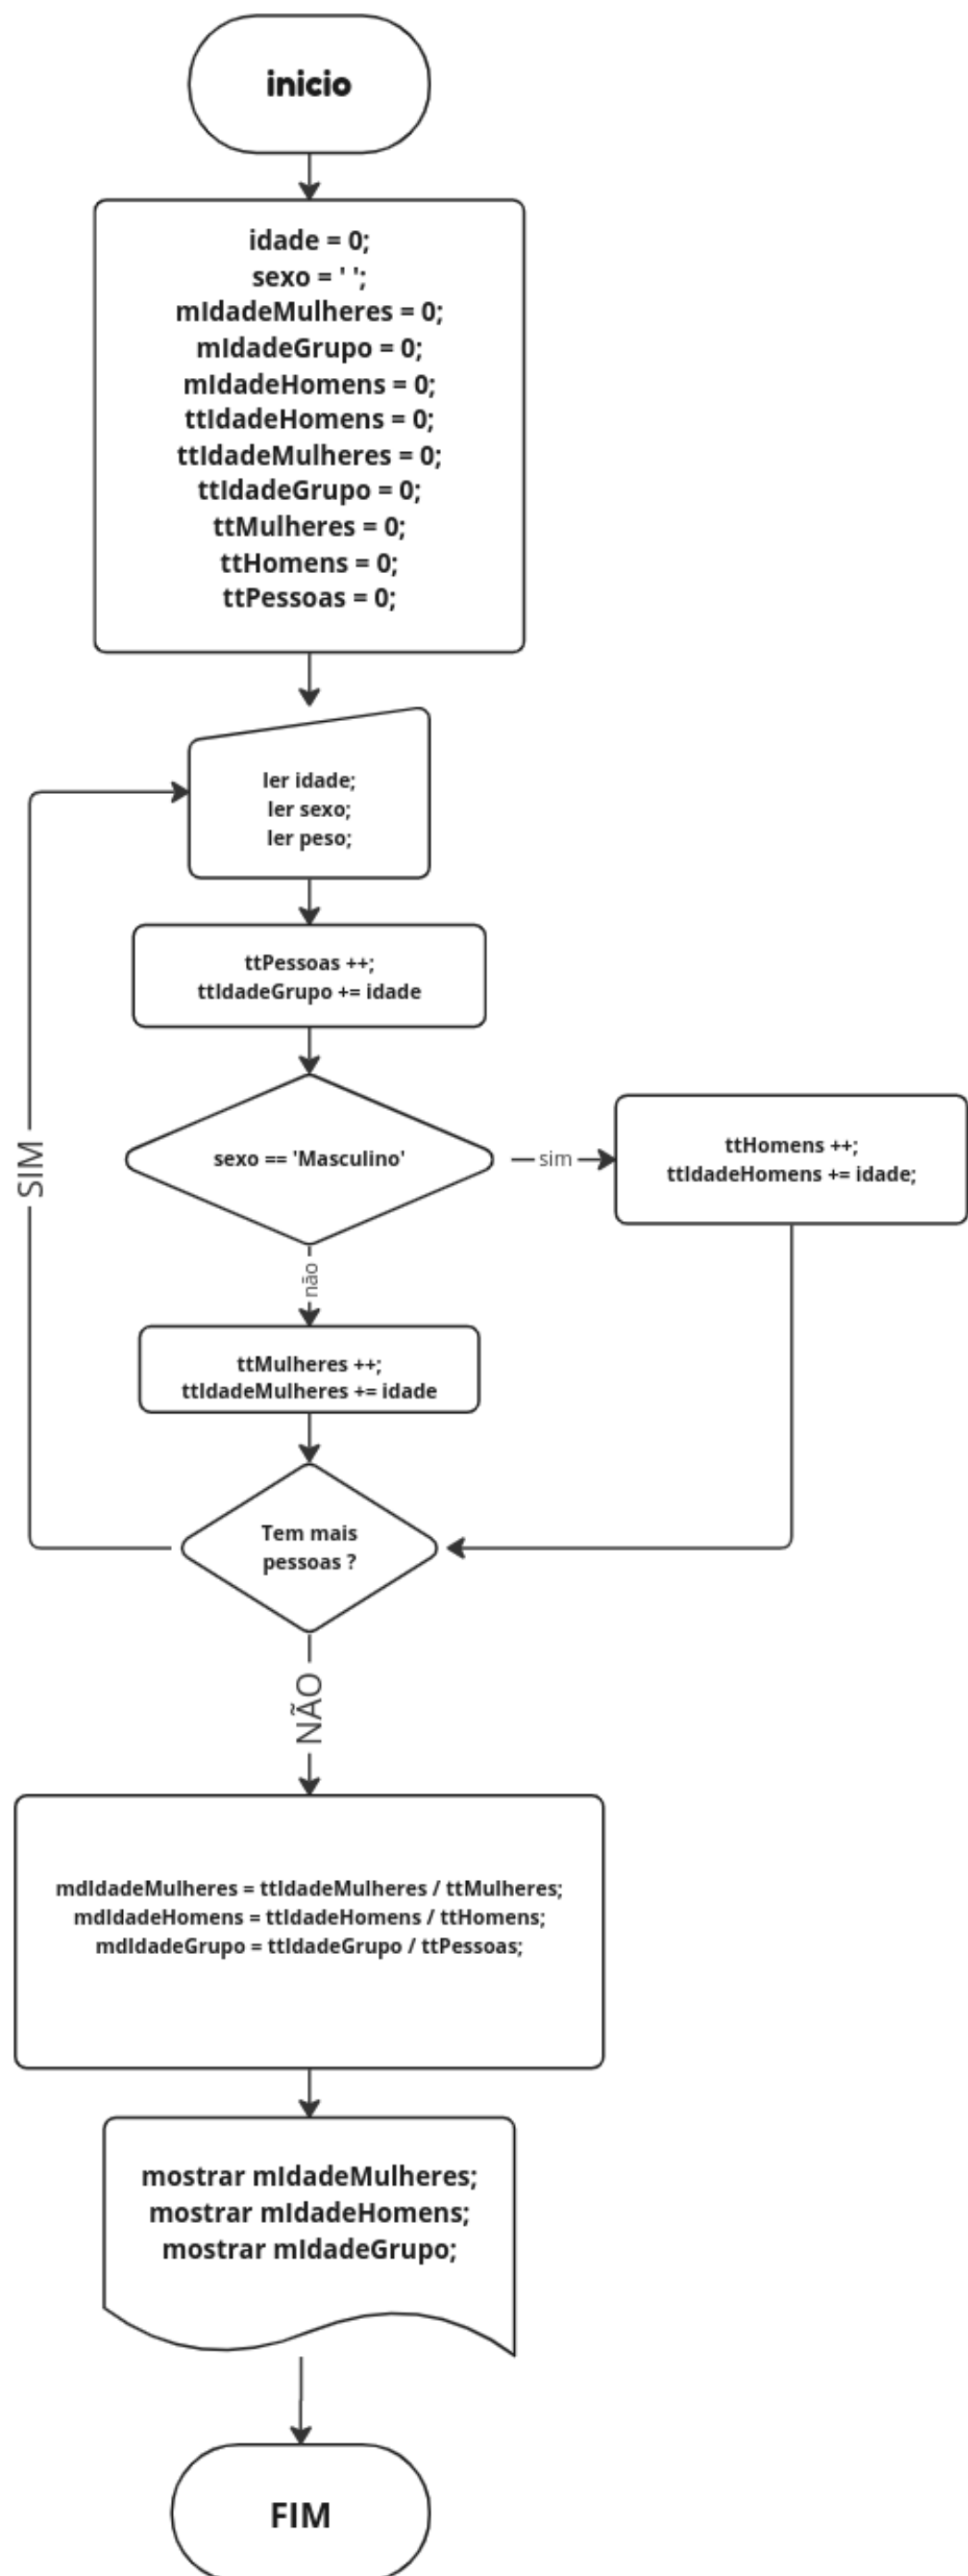 inicio
idade = 0;
sexo = ' ';
mIdadeMulheres = 0;
mIdadeGrupo = 0;
mIdadeHomens = 0;
ttIdadeHomens = 0;
ttIdadeMulheres = 0;
ttIdadeGrupo = 0;
ttMulheres = 0;
ttHomens = 0;
ttPessoas = 0;
ler idade;
ler sexo;
ler peso;
ttPessoas ++;
ttIdadeGrupo += idade
sexo == 'Masculino'
sim
ttHomens ++;
ttIdadeHomens += idade;
SIM
não
ttMulheres ++;
ttIdadeMulheres += idade
Tem mais
pessoas ?
NÃO
mdIdadeMulheres = ttIdadeMulheres / ttMulheres;
mdIdadeHomens = ttIdadeHomens / ttHomens;
mdIdadeGrupo = ttIdadeGrupo / ttPessoas;
mostrar mIdadeMulheres;
mostrar mIdadeHomens;
mostrar mIdadeGrupo;
FIM